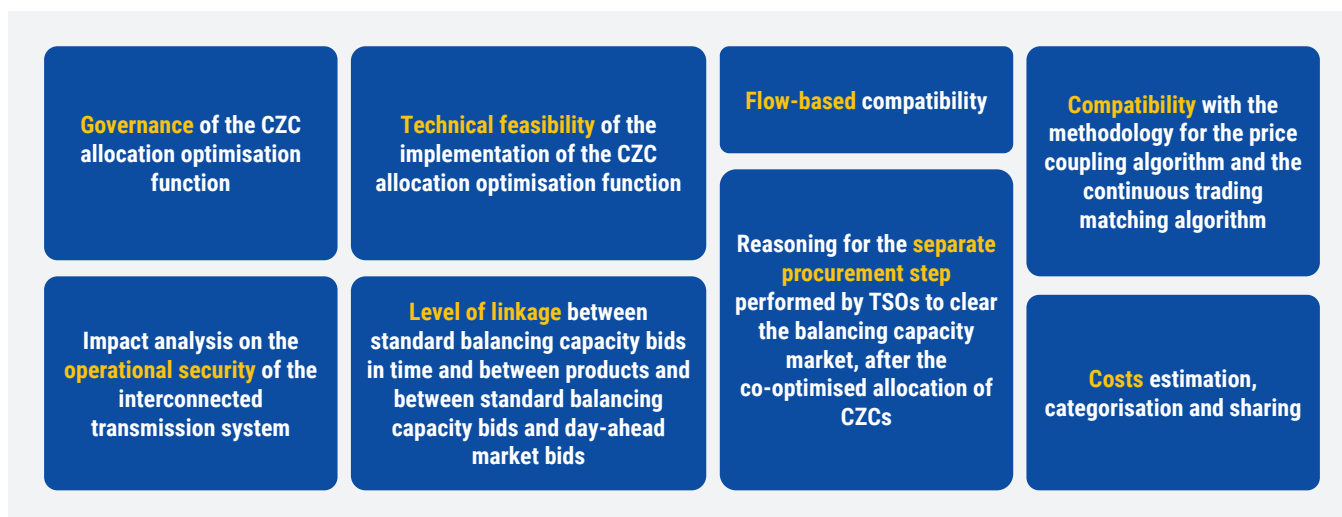 Governance of the CZC
allocation optimisation
function
Technical feasibility of the
implementation of the CZC
allocation optimisation function
Flow-based compatibility
Compatibility with the
methodology for the price
coupling algorithm and the
continuous trading
matching algorithm
Impact analysis on the
operational security of the
interconnected
transmission system
Level of linkage between
standard balancing capacity bids
in time and between products and
between standard balancing
capacity bids and day-ahead
market bids
Reasoning for the separate
procurement step
performed by TSOs to clear
the balancing capacity
market, after the
co-optimised allocation of
CZCs
Costs estimation,
categorisation and sharing